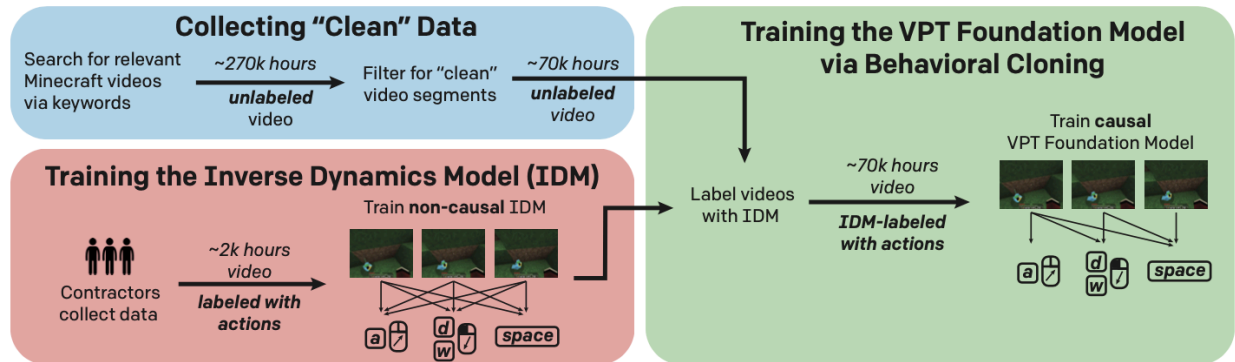 Collecting “Clean” Data
Search for relevant
Minecraft videos
via keywords
~270k hours
unlabeled
video
Filter for “clean”
video segments
~70k hours
unlabeled
video
Training the Inverse Dynamics Model (IDM)
Contractors
collect data
~2k hours
video
labeled with
actions
Train non-causal IDM
a
d
w
space
Training the VPT Foundation Model
via Behavioral Cloning
Label videos
with IDM
~70k hours
video
IDM-labeled
with actions
Train causal
VPT Foundation Model
a
d
w
space